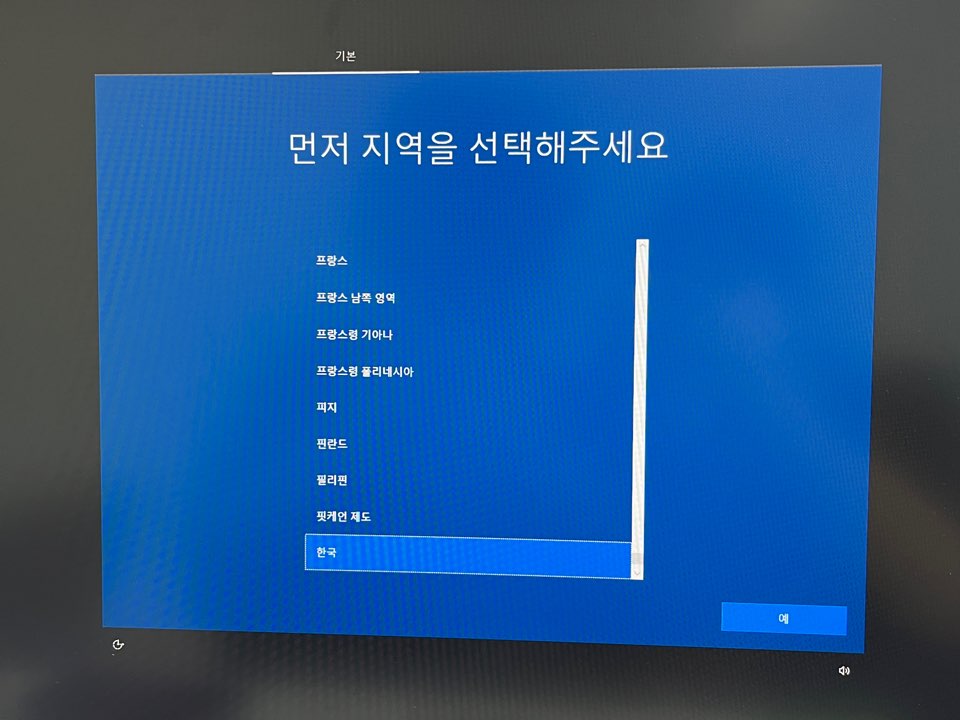 기본
먼저 지역을 선택해주세요
프랑스
프랑스 남쪽 영역
프랑스령 기아나
프랑스령 폴리네시아
피지
핀란드
필리핀
핏케언 제도
한국
예